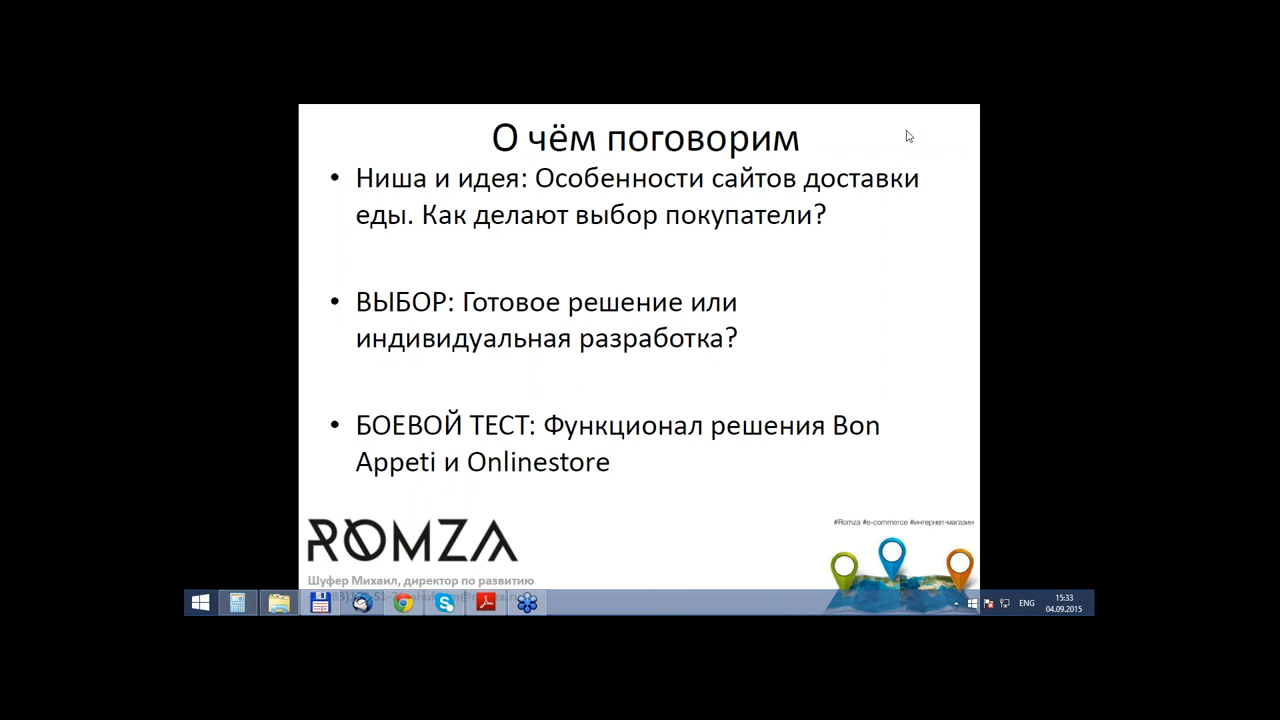 О чём поговорим
• Ниша и идея: Особенности сайтов доставки
еды. Как делают выбор покупатели?
• ВЫБОР: Готовое решение или
индивидуальная разработка?
• БОЕВОЙ ТЕСТ: Функционал решения Bon
Appeti и Onlinestore
ROMZA
#Romza #e-commerce #интернет-магазин
Шуфер Михаил, директор по развитию
ENG
15:33
04.09.2015